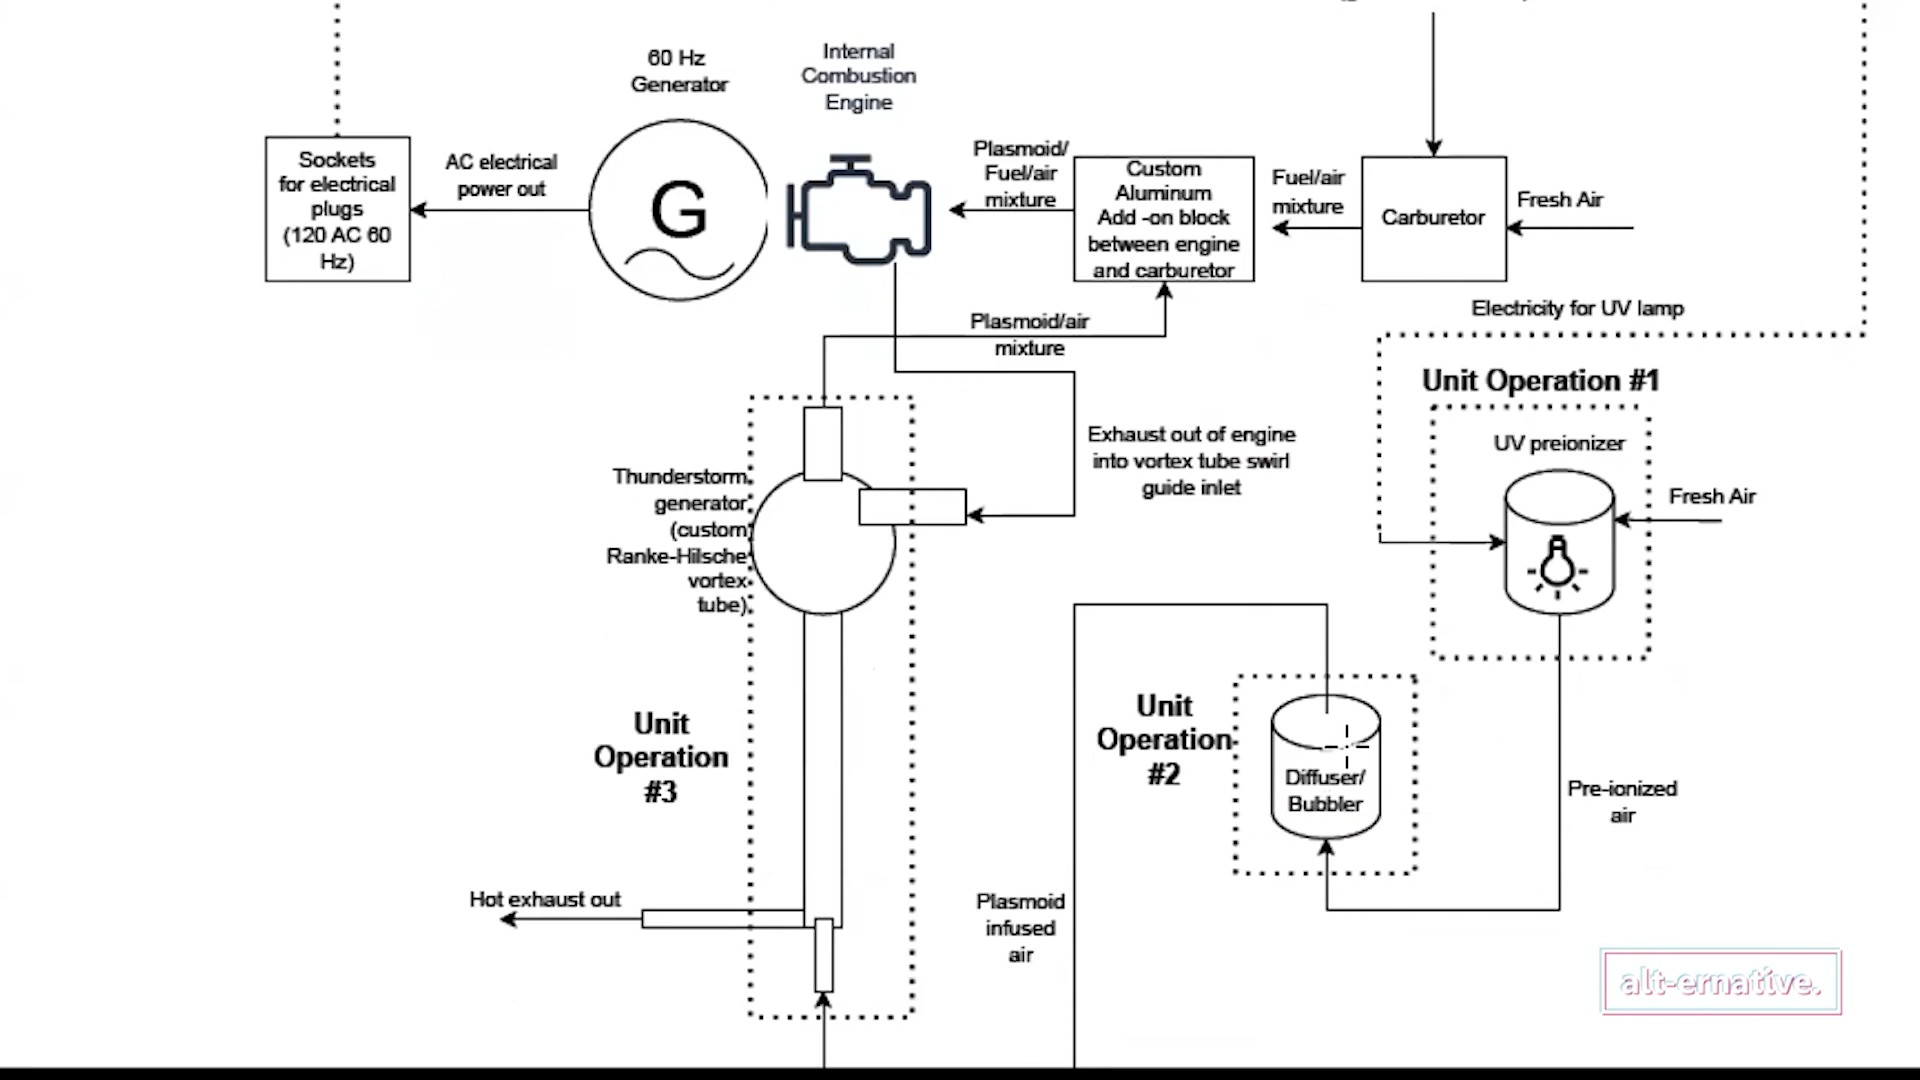 60 Hz
Generator
Internal
Combustion
Engine
Sockets
for electrical
plugs
(120 AC 60
Hz)
AC electrical
power out
G
Plasmoid/
Fuel/air
mixture
Custom
Aluminum
Add -on block
between engine
and carburetor
Fuel/air
mixture
Carburetor
Fresh Air
Plasmoid/air
mixture
Electricity for UV lamp
Unit Operation #1
UV preionizer
Fresh Air
Exhaust out of engine
into vortex tube swirl
guide inlet
Thunderstorm
generator
(custom
Ranke-Hilsche
vortex
tube)
Unit
Operation
#3
Unit
Operation
#2
Diffuser/
Bubbler
Pre-ionized
air
Hot exhaust out
Plasmoid
infused
air
alt-ernative.